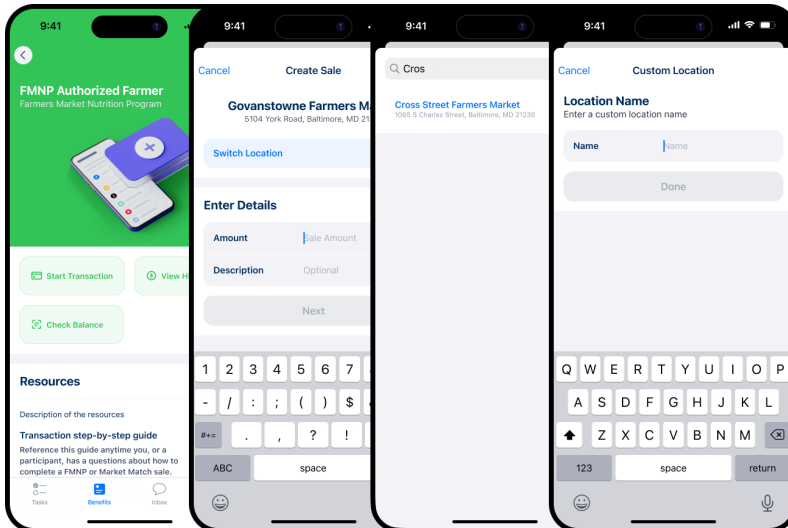 9:41
FMNP Authorized Farmer
Farmers Market Nutrition Program
Start Transaction
View H
Check Balance
Resources
Description of the resources
Transaction step-by-step guide
Reference this guide anytime you, or a
participant, has a questions about how to
complete a FMNP or Market Match sale.
Tasks
Benefits
Inbox
9:41
Cancel
Create Sale
Govanstowne Farmers Ma
5104 York Road, Baltimore, MD 21
Switch Location
Enter Details
Amount
Sale Amount
Description
Optional
Next
1 2 3 4 5 6 7
- / : ; ( ) $
#+= . , ? !
ABC
space
9:41
Cros
Cross Street Farmers Market
1065 S Charles Street, Baltimore, MD 21230
9:41
Cancel
Custom Location
Location Name
Enter a custom location name
Name
Name
Done
Q W E R T Y U I O P
A S D F G H J K L
Z X C V B N M
123
space
return